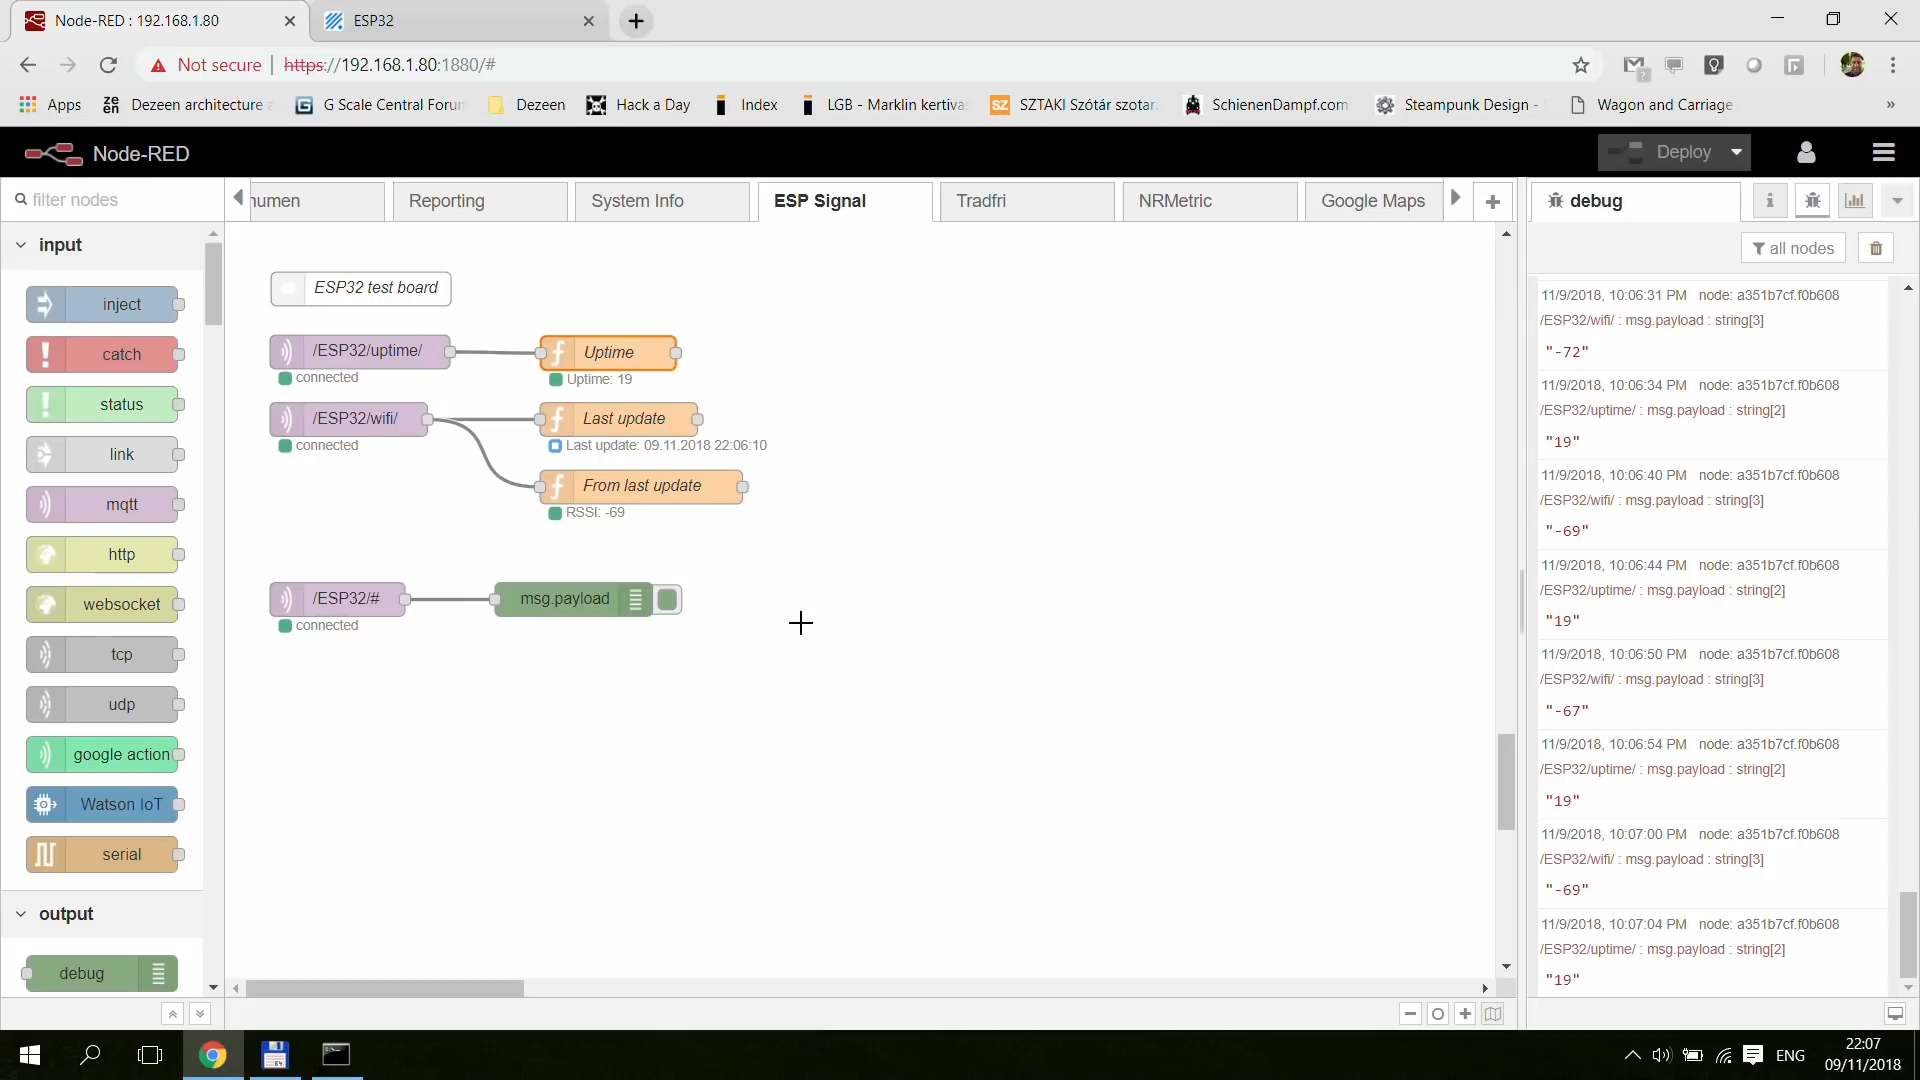 Node-RED : 192.168.1.80
ESP32
Not secure
https://192.168.1.80:1880/#
Apps
Dezeen architecture a
G Scale Central Forum
Dezeen
Hack a Day
Index
LGB - Marklin kertiva
SZTAKI Szótár szotar.
SchienenDampf.com
Steampunk Design -
Wagon and Carriage
»
Node-RED
Deploy
filter nodes
humen
Reporting
System Info
ESP Signal
Tradfri
NRMetric
Google Maps
debug
all nodes
input
inject
catch
status
link
mqtt
http
websocket
tcp
udp
google action
Watson IoT
serial
output
debug
ESP32 test board
/ESP32/uptime/
connected
Uptime
Uptime: 19
/ESP32/wifi/
connected
Last update
Last update: 09.11.2018 22:06:10
From last update
RSSI: -69
/ESP32/#
connected
msg.payload
11/9/2018, 10:06:31 PM node: a351b7cf.f0b608
/ESP32/wifi/ : msg.payload : string[3]
"-72"
11/9/2018, 10:06:34 PM node: a351b7cf.f0b608
/ESP32/uptime/ : msg.payload : string[2]
"19"
11/9/2018, 10:06:40 PM node: a351b7cf.f0b608
/ESP32/wifi/ : msg.payload : string[3]
"-69"
11/9/2018, 10:06:44 PM node: a351b7cf.f0b608
/ESP32/uptime/ : msg.payload : string[2]
"19"
11/9/2018, 10:06:50 PM node: a351b7cf.f0b608
/ESP32/wifi/ : msg.payload : string[3]
"-67"
11/9/2018, 10:06:54 PM node: a351b7cf.f0b608
/ESP32/uptime/ : msg.payload : string[2]
"19"
11/9/2018, 10:07:00 PM node: a351b7cf.f0b608
/ESP32/wifi/ : msg.payload : string[3]
"-69"
11/9/2018, 10:07:04 PM node: a351b7cf.f0b608
/ESP32/uptime/ : msg.payload : string[2]
"19"
ENG
22:07
09/11/2018